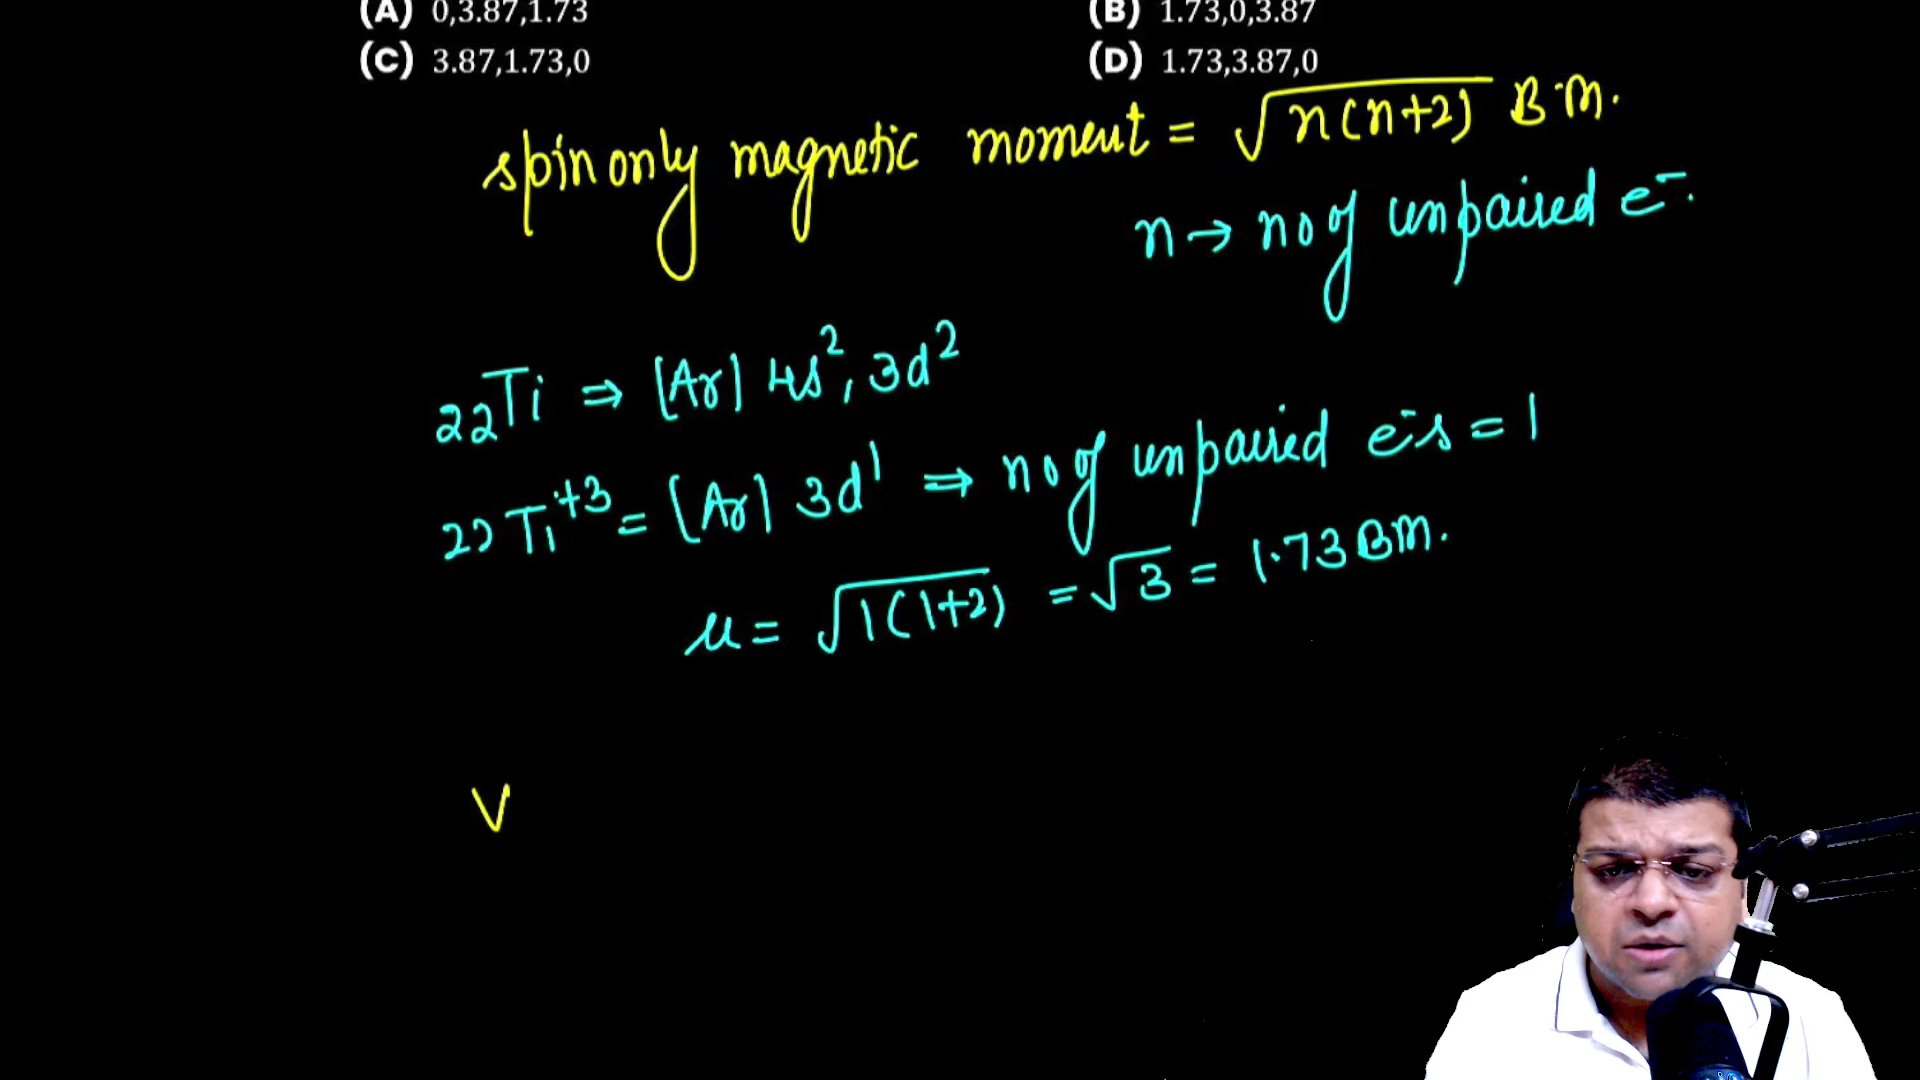 (A) 0,3.87,1.73 (B) 1.73,0,3.87
(C) 3.87,1.73,0 (D) 1.73,3.87,0
spin only magnetic moment = √n(n+2) B.M.
n → no of unpaired e⁻.
₂₂Ti ⇒ [Ar] 4s², 3d²
₂₂Ti⁺³ = [Ar] 3d¹ ⇒ no of unpaired e⁻s = 1
μ = √1(1+2) = √3 = 1.73 BM.
V